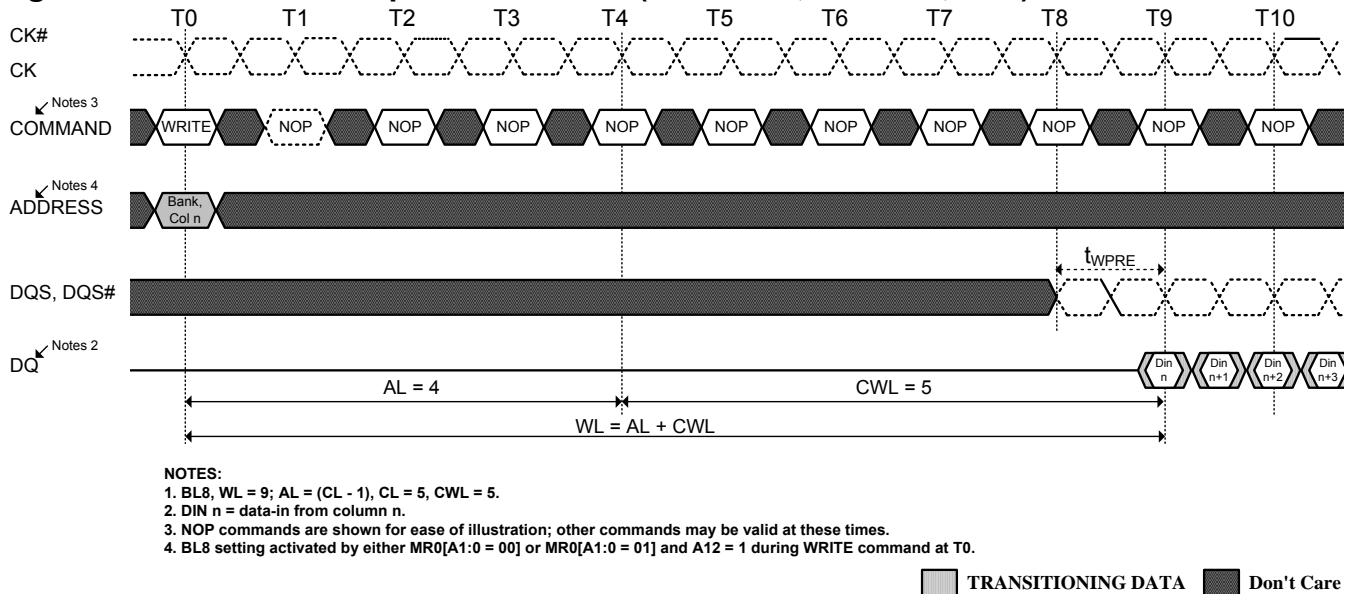 T0 T1 T2 T3 T4 T5 T6 T7 T8 T9 T10
CK#
CK
Notes 3
COMMAND
WRITE NOP NOP NOP NOP NOP NOP NOP NOP NOP NOP
Notes 4
ADDRESS
Bank,
Col n
tWPRE
DQS, DQS#
Notes 2
DQ
Din n Din n+1 Din n+2 Din n+3
AL = 4 CWL = 5
WL = AL + CWL
NOTES:
1. BL8, WL = 9; AL = (CL - 1), CL = 5, CWL = 5.
2. DIN n = data-in from column n.
3. NOP commands are shown for ease of illustration; other commands may be valid at these times.
4. BL8 setting activated by either MR0[A1:0 = 00] or MR0[A1:0 = 01] and A12 = 1 during WRITE command at T0.
TRANSITIONING DATA Don't Care